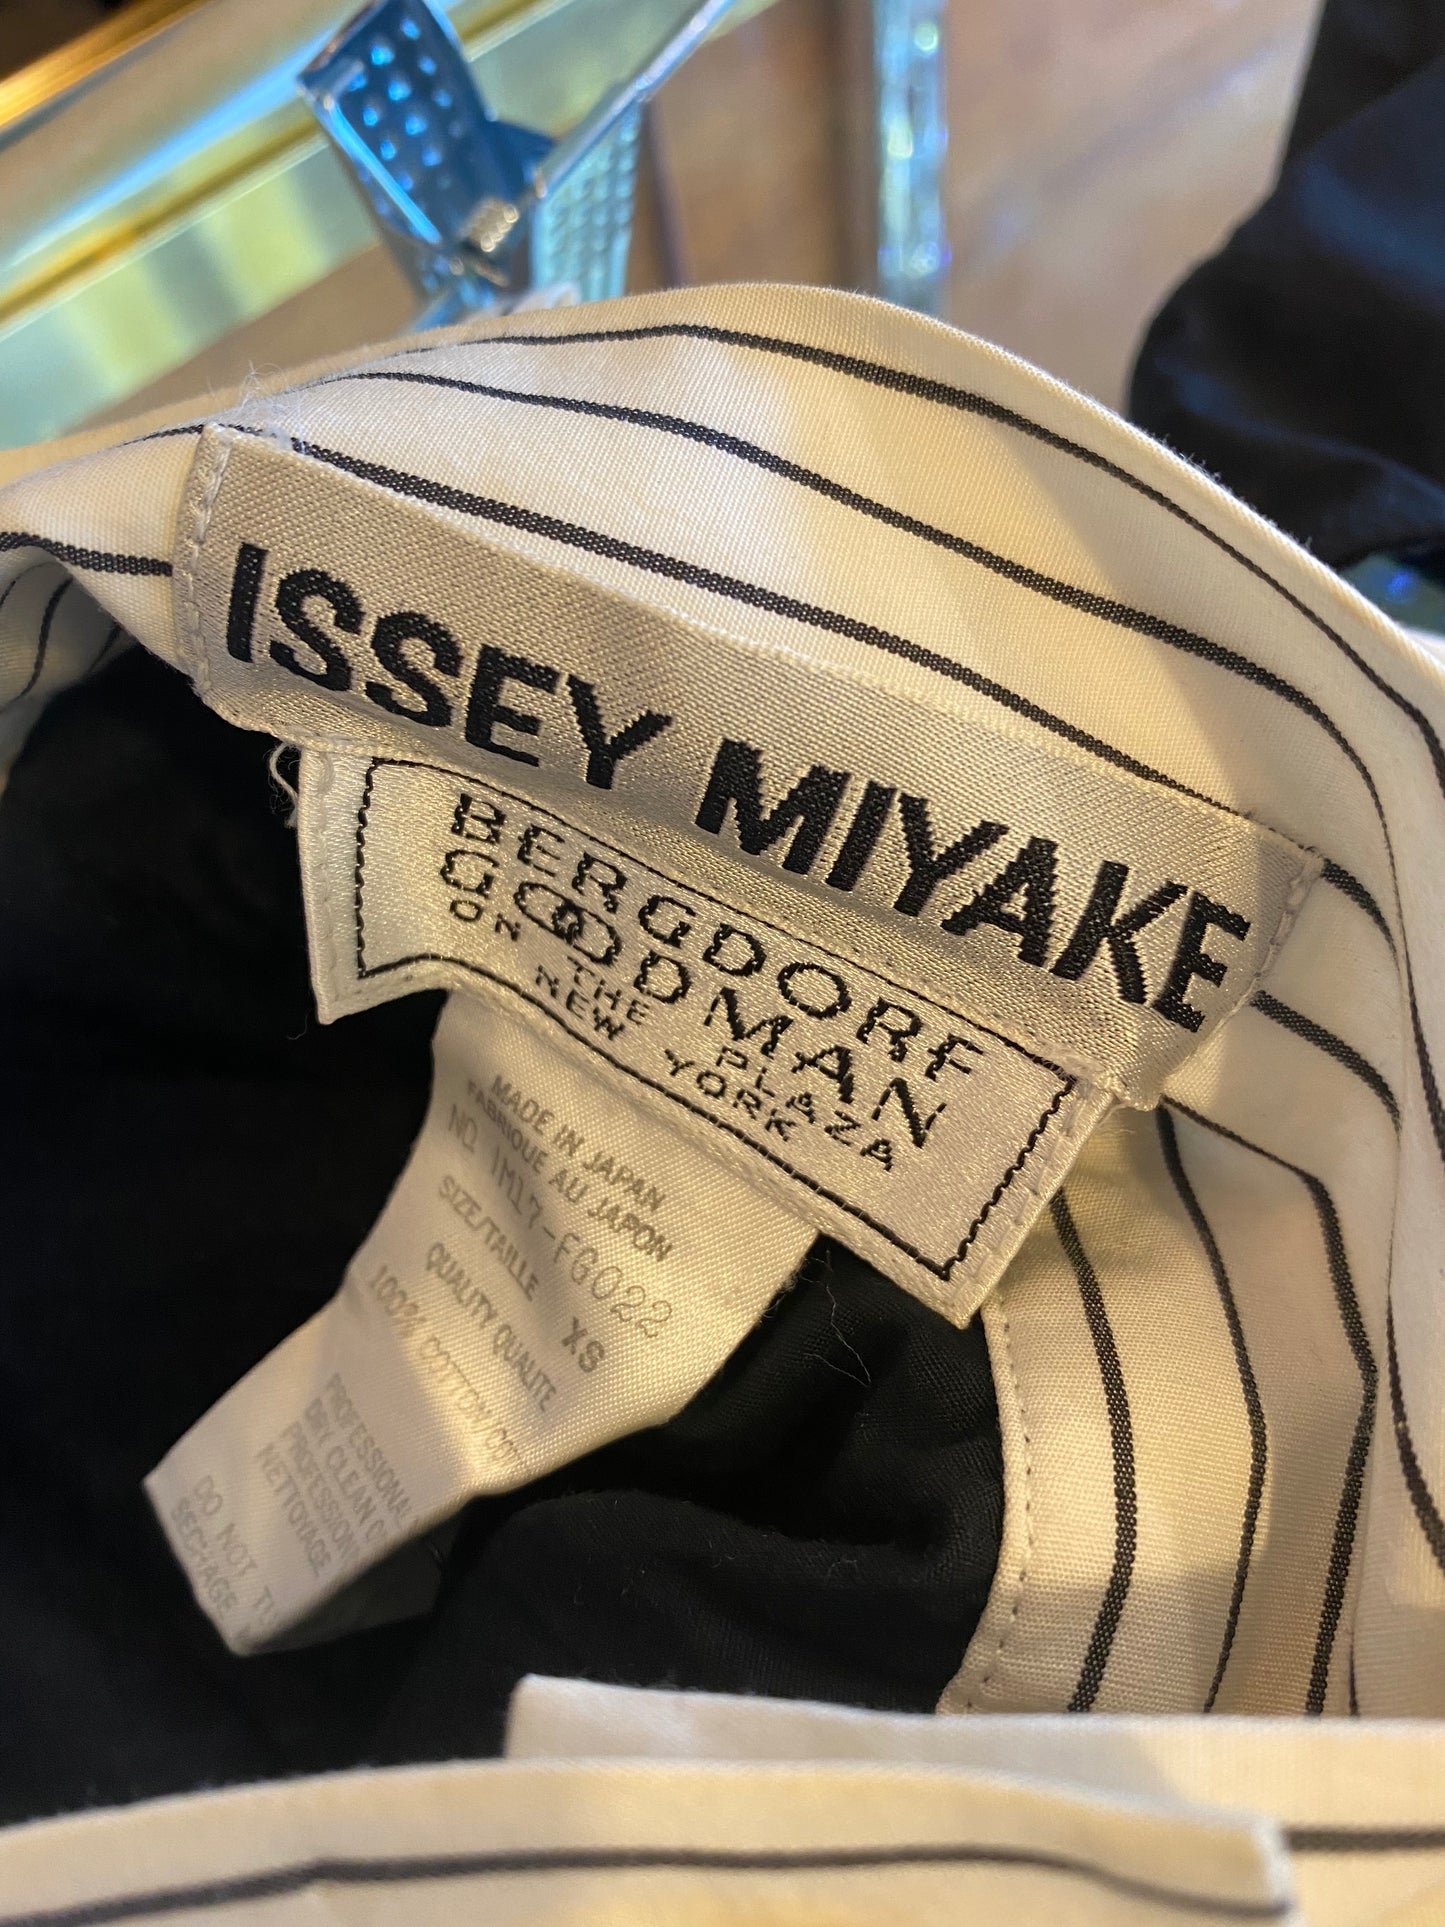 ISSEY MIYAKE
BERGDORF
GOODMAN
ON THE PLAZA
NEW YORK
MADE IN JAPAN
FABRIQUE AU JAPON
NO IM17-FG022
SIZE/TAILLE XS
QUALITY QUALITE
100% COTTON
PROFESSIONAL
DRY CLEAN
NETTOYAGE
DO NOT
SECHAGE